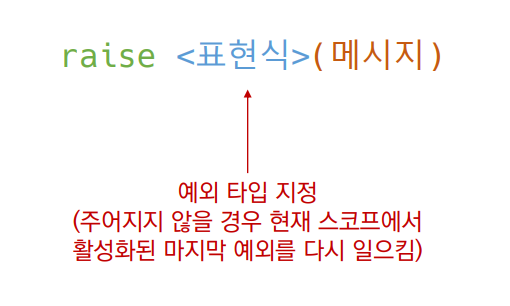 raise <표현식>(메시지)
예외 타입 지정
(주어지지 않을 경우 현재 스코프에서
활성화된 마지막 예외를 다시 일으킴)